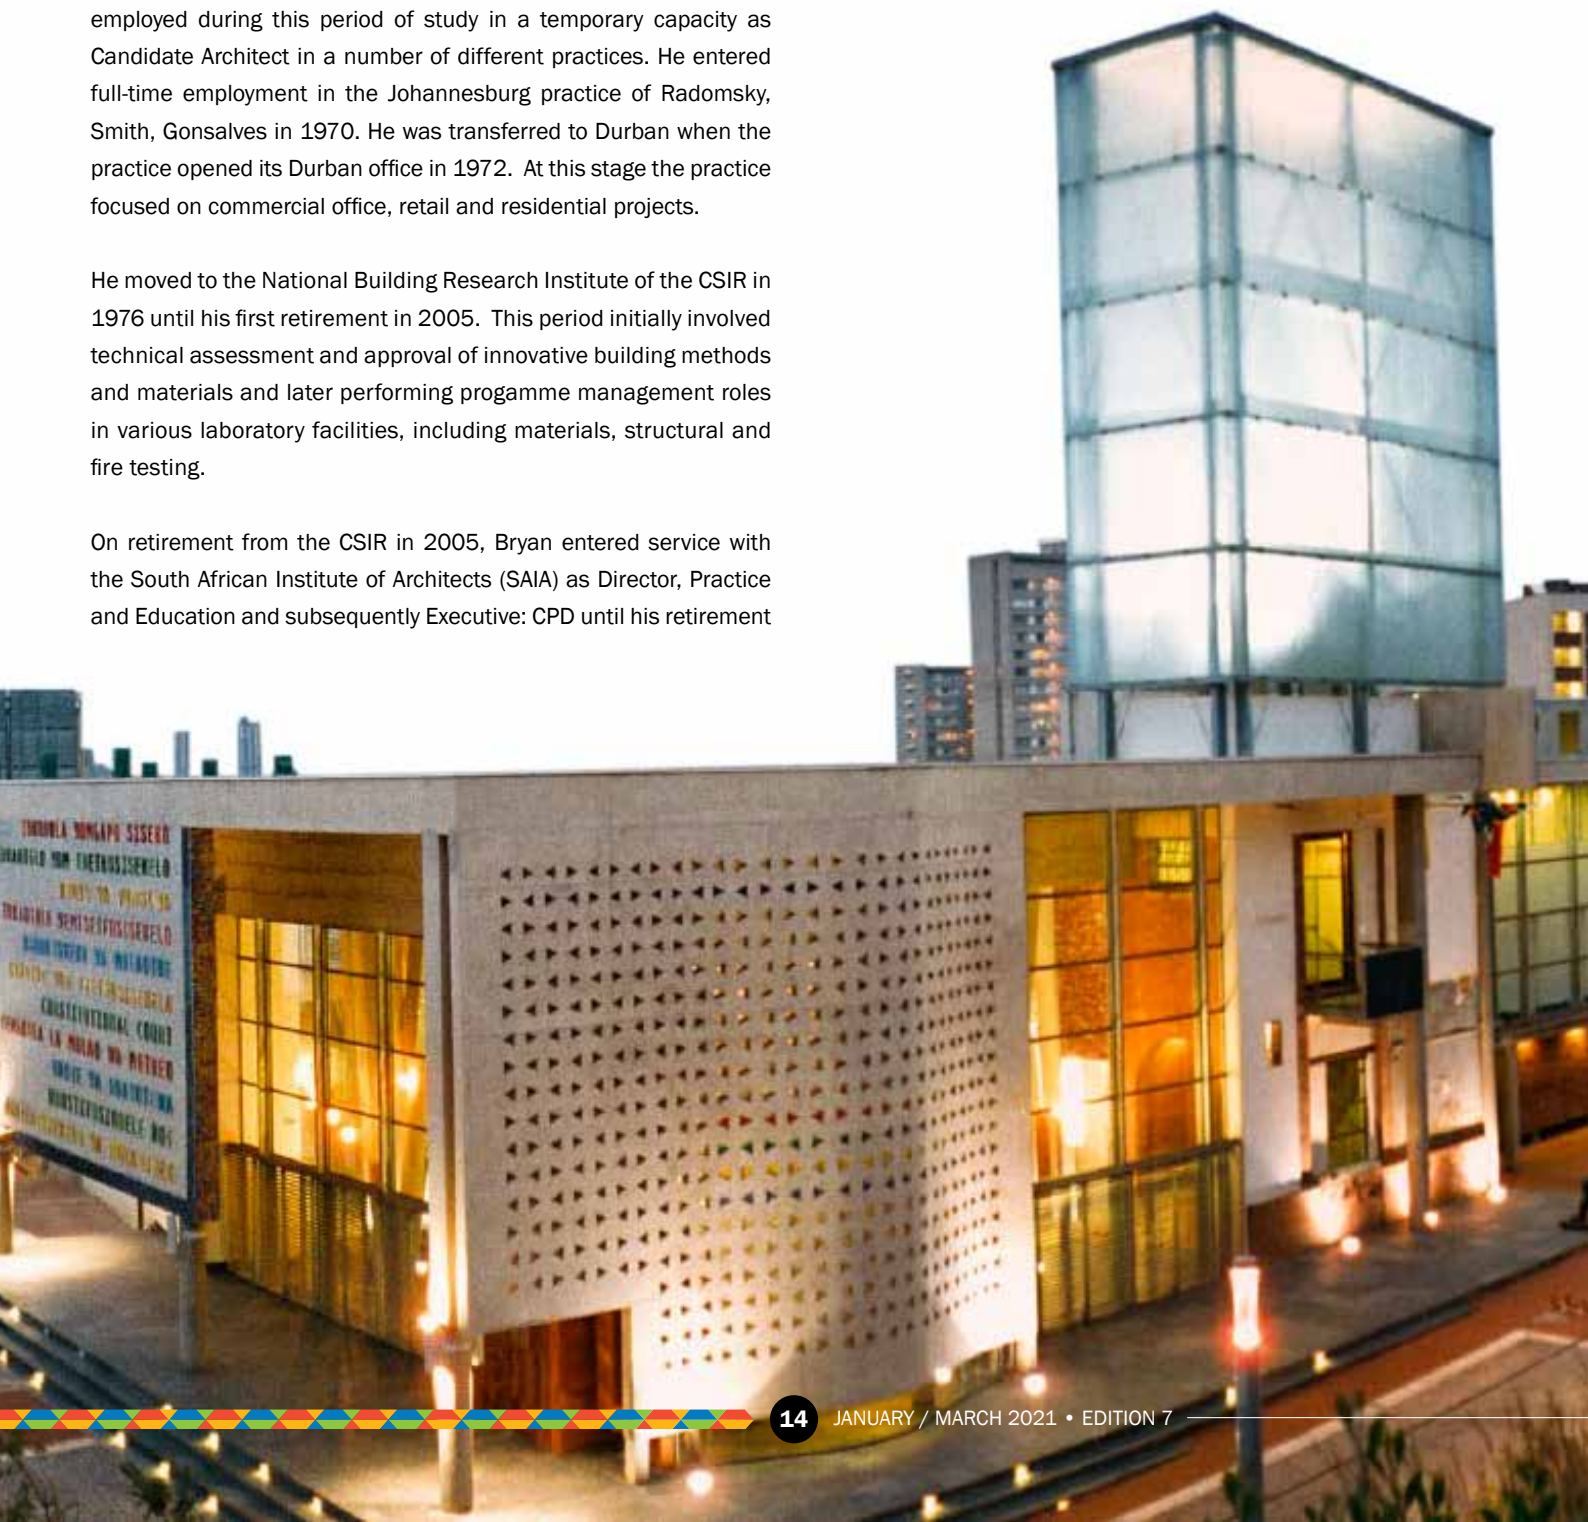 employed during this period of study in a temporary capacity as
Candidate Architect in a number of different practices. He entered
full-time employment in the Johannesburg practice of Radomsky,
Smith, Gonsalves in 1970. He was transferred to Durban when the
practice opened its Durban office in 1972. At this stage the practice
focused on commercial office, retail and residential projects.
He moved to the National Building Research Institute of the CSIR in
1976 until his first retirement in 2005. This period initially involved
technical assessment and approval of innovative building methods
and materials and later performing progamme management roles
in various laboratory facilities, including materials, structural and
fire testing.
On retirement from the CSIR in 2005, Bryan entered service with
the South African Institute of Architects (SAIA) as Director, Practice
and Education and subsequently Executive: CPD until his retirement
CONSTITUTIONAL COURT
14 JANUARY / MARCH 2021 • EDITION 7